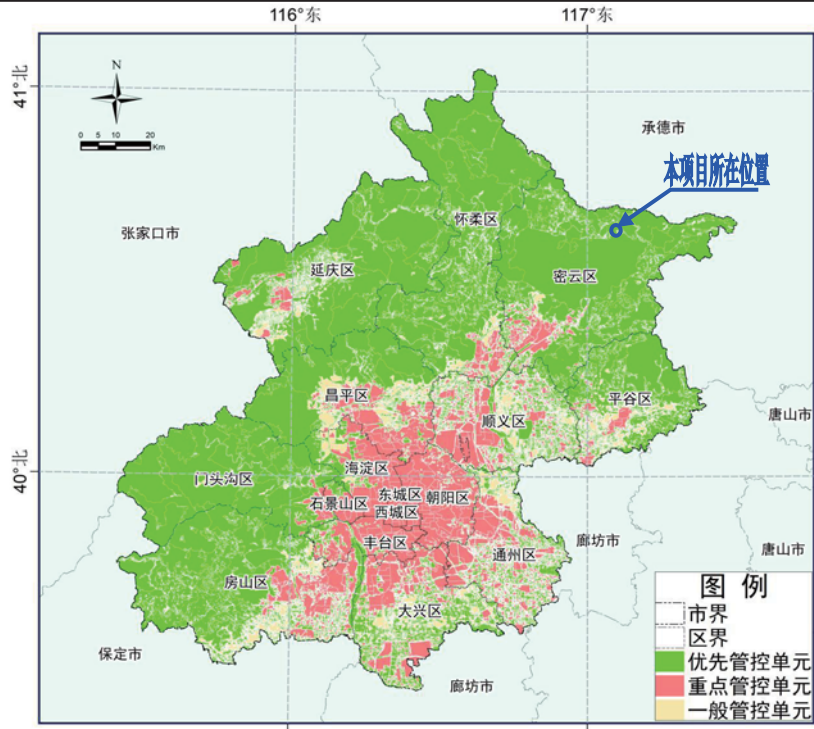 116°东
117°东
41°北
N
0 5 10 20
Km
承德市
本项目所在位置
张家口市
怀柔区
延庆区
密云区
昌平区
平谷区
顺义区
唐山市
40°北
海淀区
门头沟区
石景山区
东城区
朝阳区
西城区
丰台区
通州区
廊坊市
唐山市
房山区
大兴区
保定市
廊坊市
图 例
市界
区界
优先管控单元
重点管控单元
一般管控单元